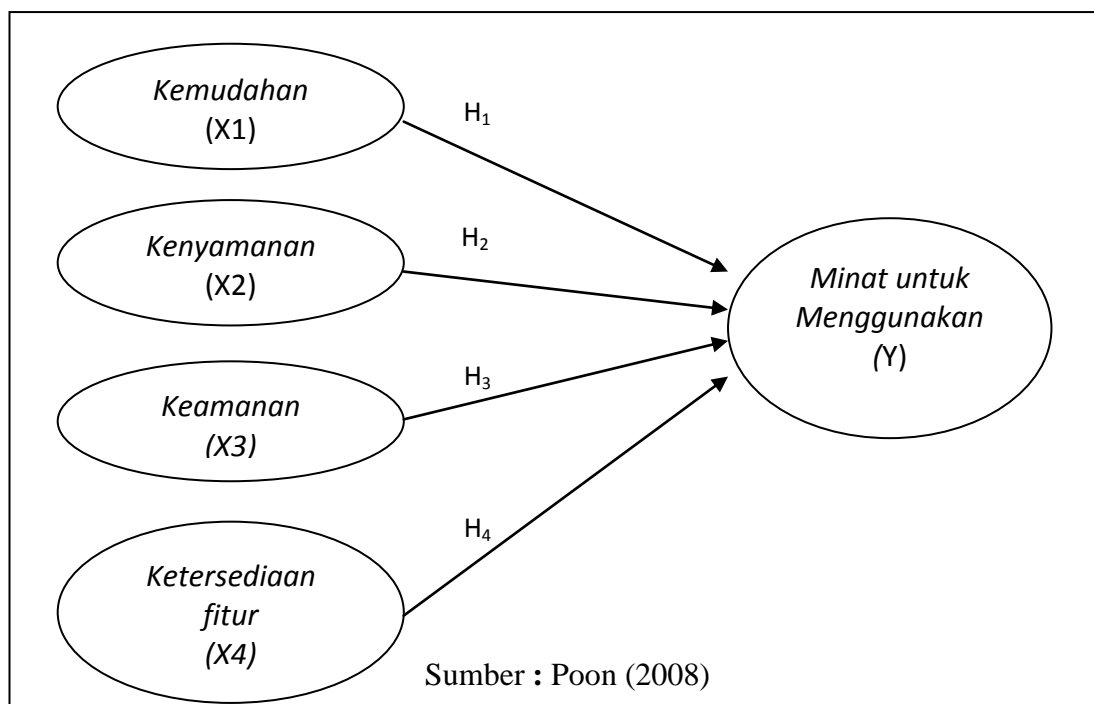 Kemudahan
(X1)
H₁
Kenyamanan
(X2)
H₂
Minat untuk
Menggunakan
(Y)
Keamanan
(X3)
H₃
Ketersediaan
fitur
(X4)
H₄
Sumber : Poon (2008)